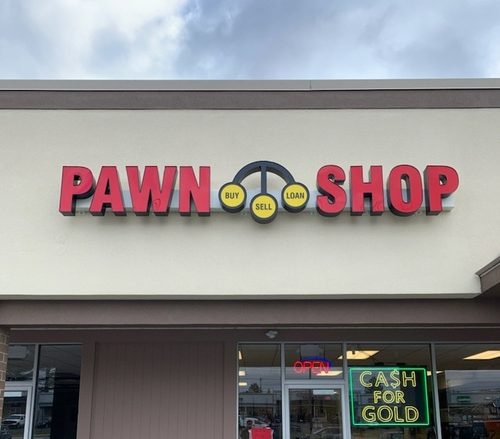 PAWN SHOP
BUY SELL LOAN
OPEN
CA$H
FOR
GOLD